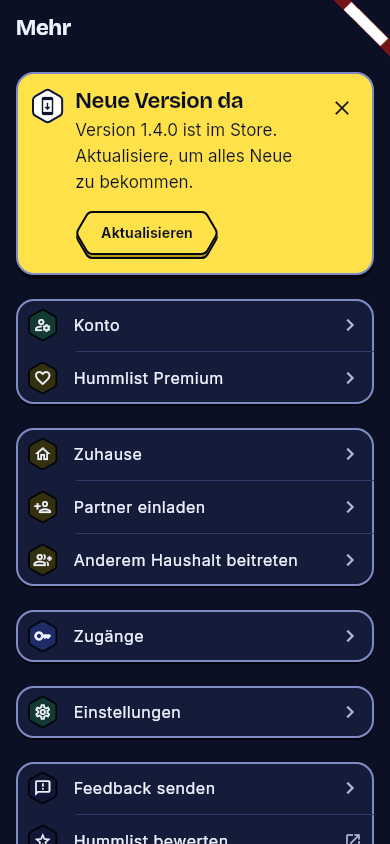 Mehr
Neue Version da
Version 1.4.0 ist im Store.
Aktualisiere, um alles Neue
zu bekommen.
Aktualisieren
Konto
Hummlist Premium
Zuhause
Partner einladen
Anderem Haushalt beitreten
Zugänge
Einstellungen
Feedback senden
Hummlist bewerten